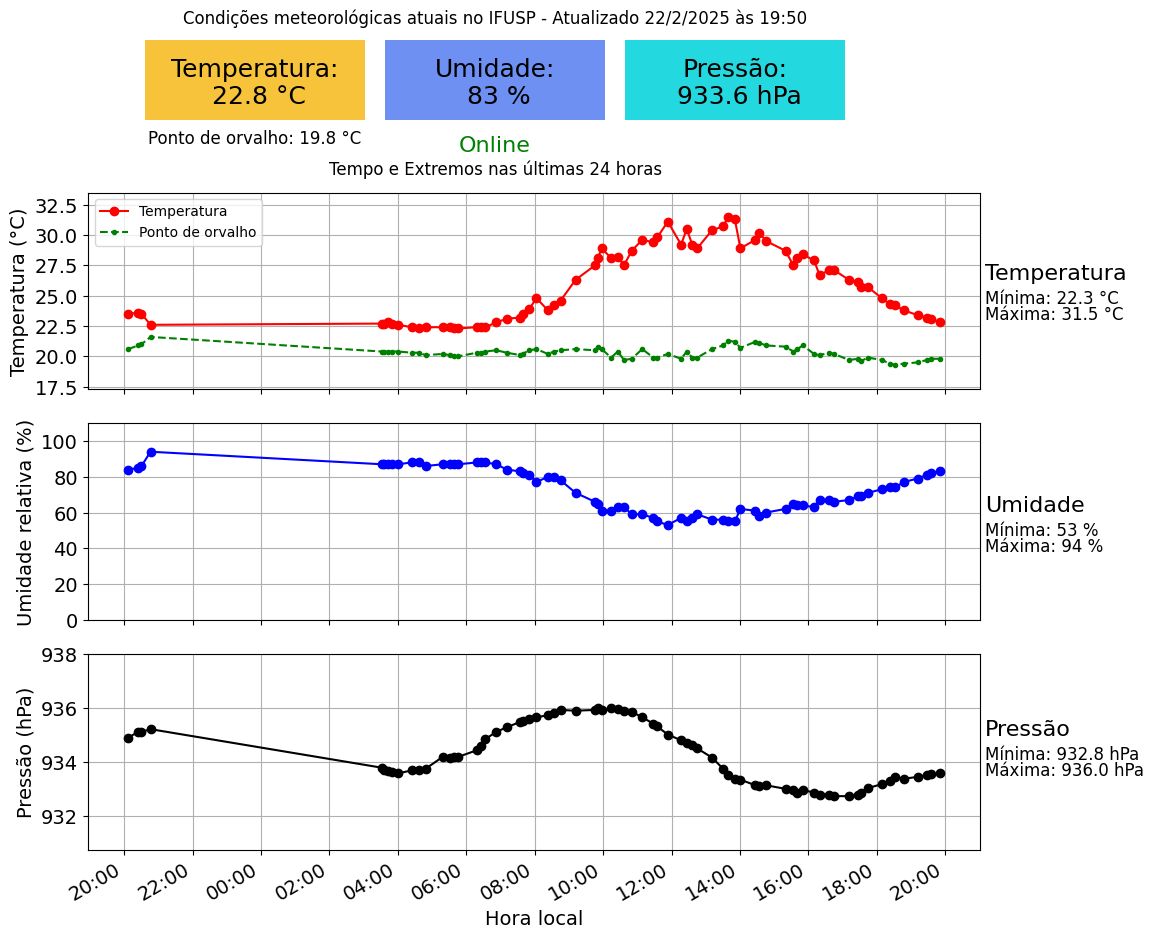 Condições meteorológicas atuais no IFUSP - Atualizado 22/2/2025 às 19:50
Temperatura:
22.8 °C
Umidade:
83 %
Pressão:
933.6 hPa
Ponto de orvalho: 19.8 °C
Online
Tempo e Extremos nas últimas 24 horas
Temperatura (°C)
32.5
30.0
27.5
25.0
22.5
20.0
17.5
Temperatura
Ponto de orvalho
Temperatura
Mínima: 22.3 °C
Máxima: 31.5 °C
Umidade relativa (%)
100
80
60
40
20
0
Umidade
Mínima: 53 %
Máxima: 94 %
Pressão (hPa)
938
936
934
932
Pressão
Mínima: 932.8 hPa
Máxima: 936.0 hPa
20:00 22:00 00:00 02:00 04:00 06:00 08:00 10:00 12:00 14:00 16:00 18:00 20:00
Hora local